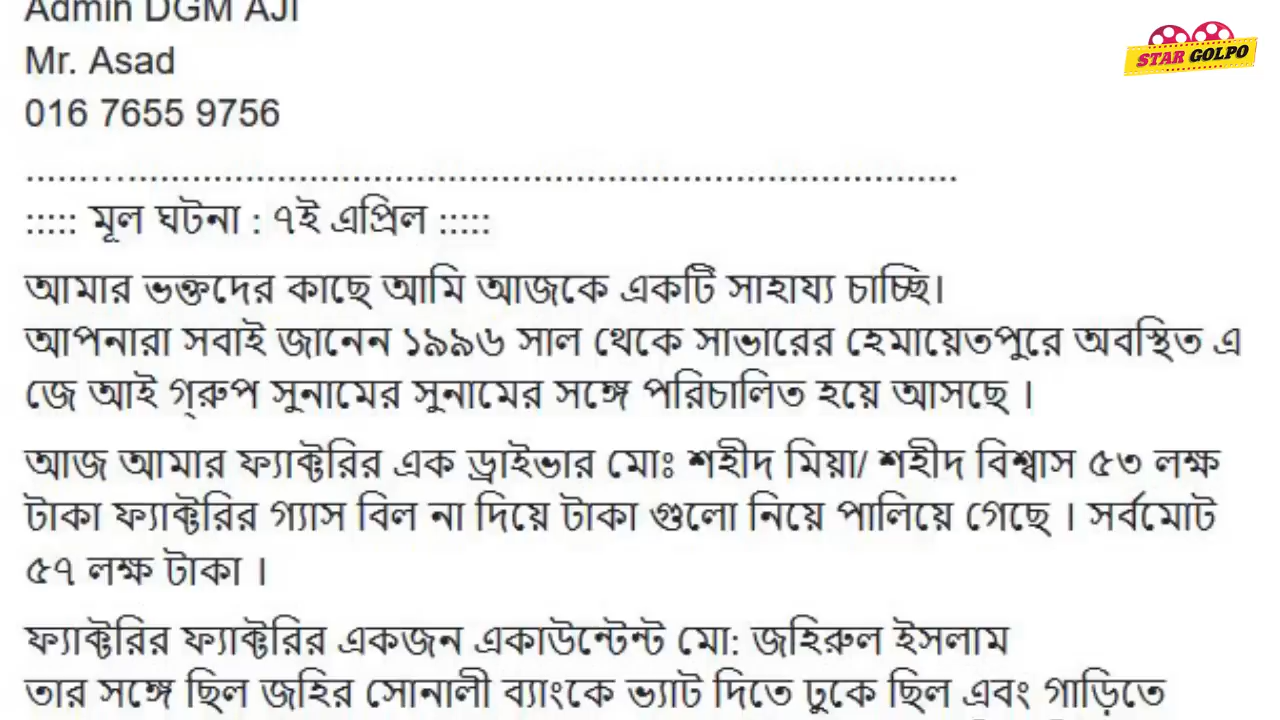 Admin DGM AJI
STAR GOLPO
Mr. Asad
016 7655 9756
................................................................................
::::: মূল ঘটনা : ৭ই এপ্রিল :::::
আমার ভক্তদের কাছে আমি আজকে একটি সাহায্য চাচ্ছি।
আপনারা সবাই জানেন ১৯৯৬ সাল থেকে সাভারের হেমায়েতপুরে অবস্থিত এ
জে আই গ্রুপ সুনামের সুনামের সঙ্গে পরিচালিত হয়ে আসছে ।
আজ আমার ফ্যাক্টরির এক ড্রাইভার মোঃ শহীদ মিয়া/ শহীদ বিশ্বাস ৫৩ লক্ষ
টাকা ফ্যাক্টরির গ্যাস বিল না দিয়ে টাকা গুলো নিয়ে পালিয়ে গেছে । সর্বমোট
৫৭ লক্ষ টাকা ।
ফ্যাক্টরির ফ্যাক্টরির একজন একাউন্টেন্ট মো: জহিরুল ইসলাম
তার সঙ্গে ছিল জহির সোনালী ব্যাংকে ভ্যাট দিতে ঢুকে ছিল এবং গাড়িতে